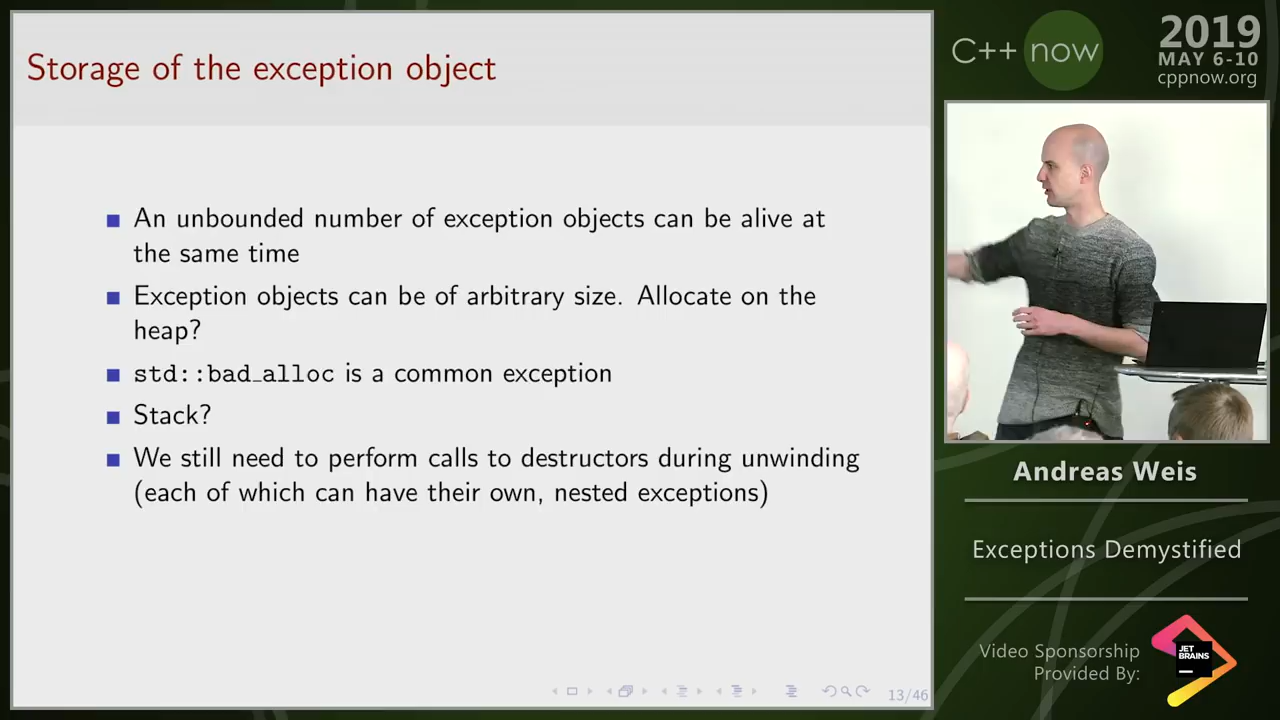 Storage of the exception object
An unbounded number of exception objects can be alive at
the same time
Exception objects can be of arbitrary size. Allocate on the
heap?
std::bad_alloc is a common exception
Stack?
We still need to perform calls to destructors during unwinding
(each of which can have their own, nested exceptions)
13/46
C++ now
2019
MAY 6-10
cppnow.org
Andreas Weis
Exceptions Demystified
Video Sponsorship
Provided By:
JET
BRAINS